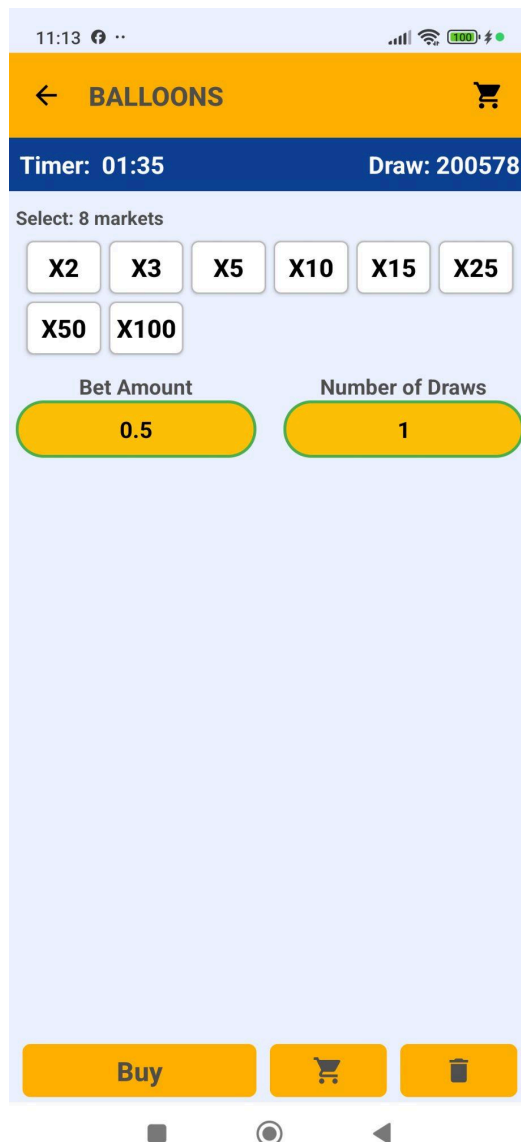 11:13
100
BALLOONS
Timer: 01:35 Draw: 200578
Select: 8 markets
X2 X3 X5 X10 X15 X25
X50 X100
Bet Amount Number of Draws
0.5 1
Buy